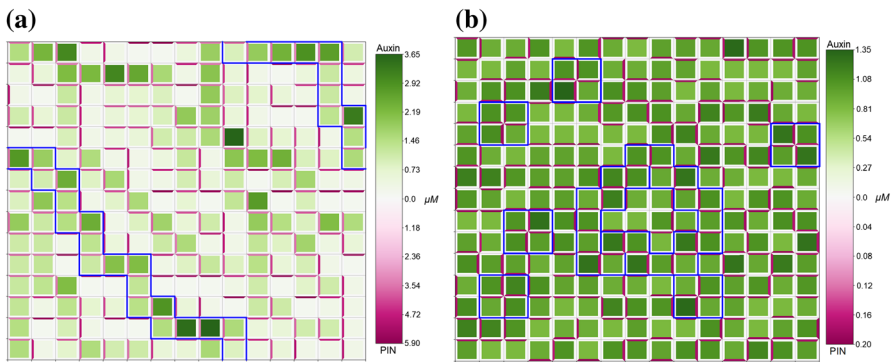 (a)
Auxin
3.65
2.92
2.19
1.46
0.73
0.0 µM
1.18
2.36
3.54
4.72
5.90
PIN
(b)
Auxin
1.35
1.08
0.81
0.54
0.27
0.0 µM
0.04
0.08
0.12
0.16
0.20
PIN